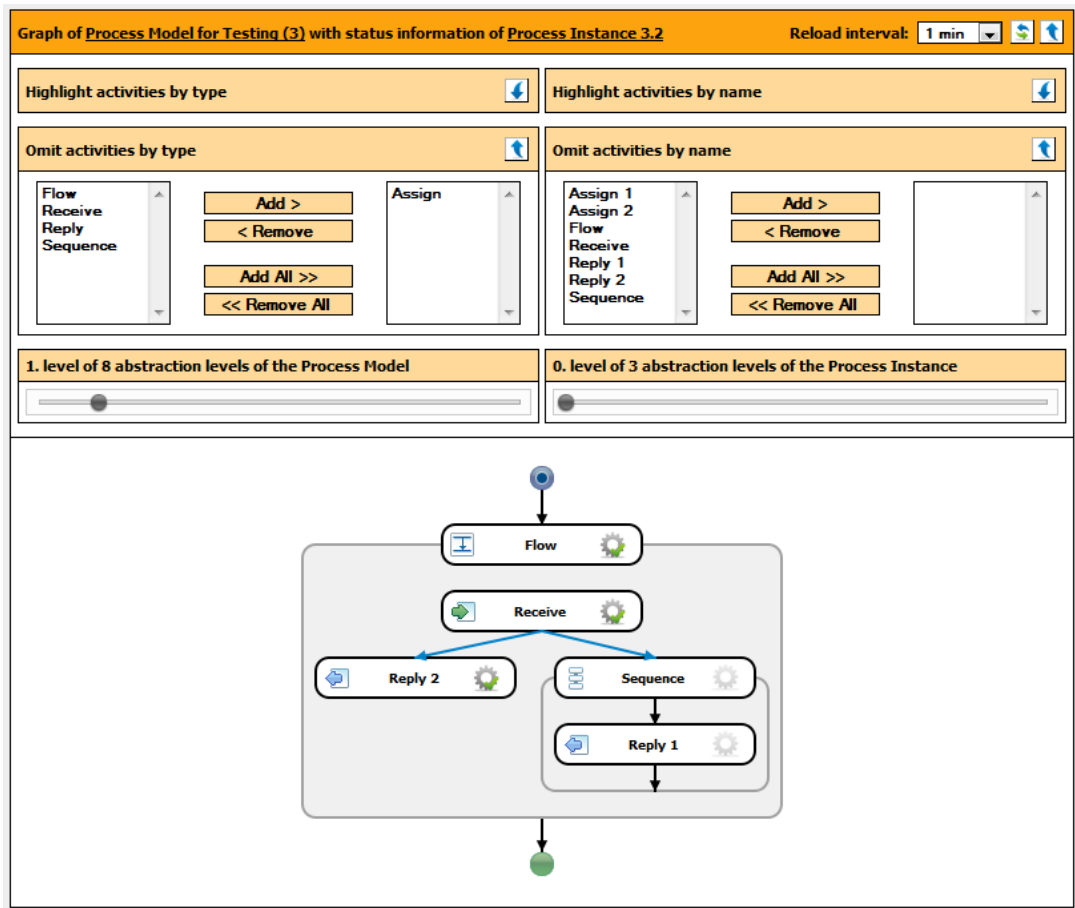 Graph of Process Model for Testing (3) with status information of Process Instance 3.2
Reload interval: 1 min
Highlight activities by type
Highlight activities by name
Omit activities by type
Flow
Receive
Reply
Sequence
Add >
< Remove
Add All >>
<< Remove All
Assign
Omit activities by name
Assign 1
Assign 2
Flow
Receive
Reply 1
Reply 2
Sequence
Add >
< Remove
Add All >>
<< Remove All
1. level of 8 abstraction levels of the Process Model
0. level of 3 abstraction levels of the Process Instance
Flow
Receive
Reply 2
Sequence
Reply 1